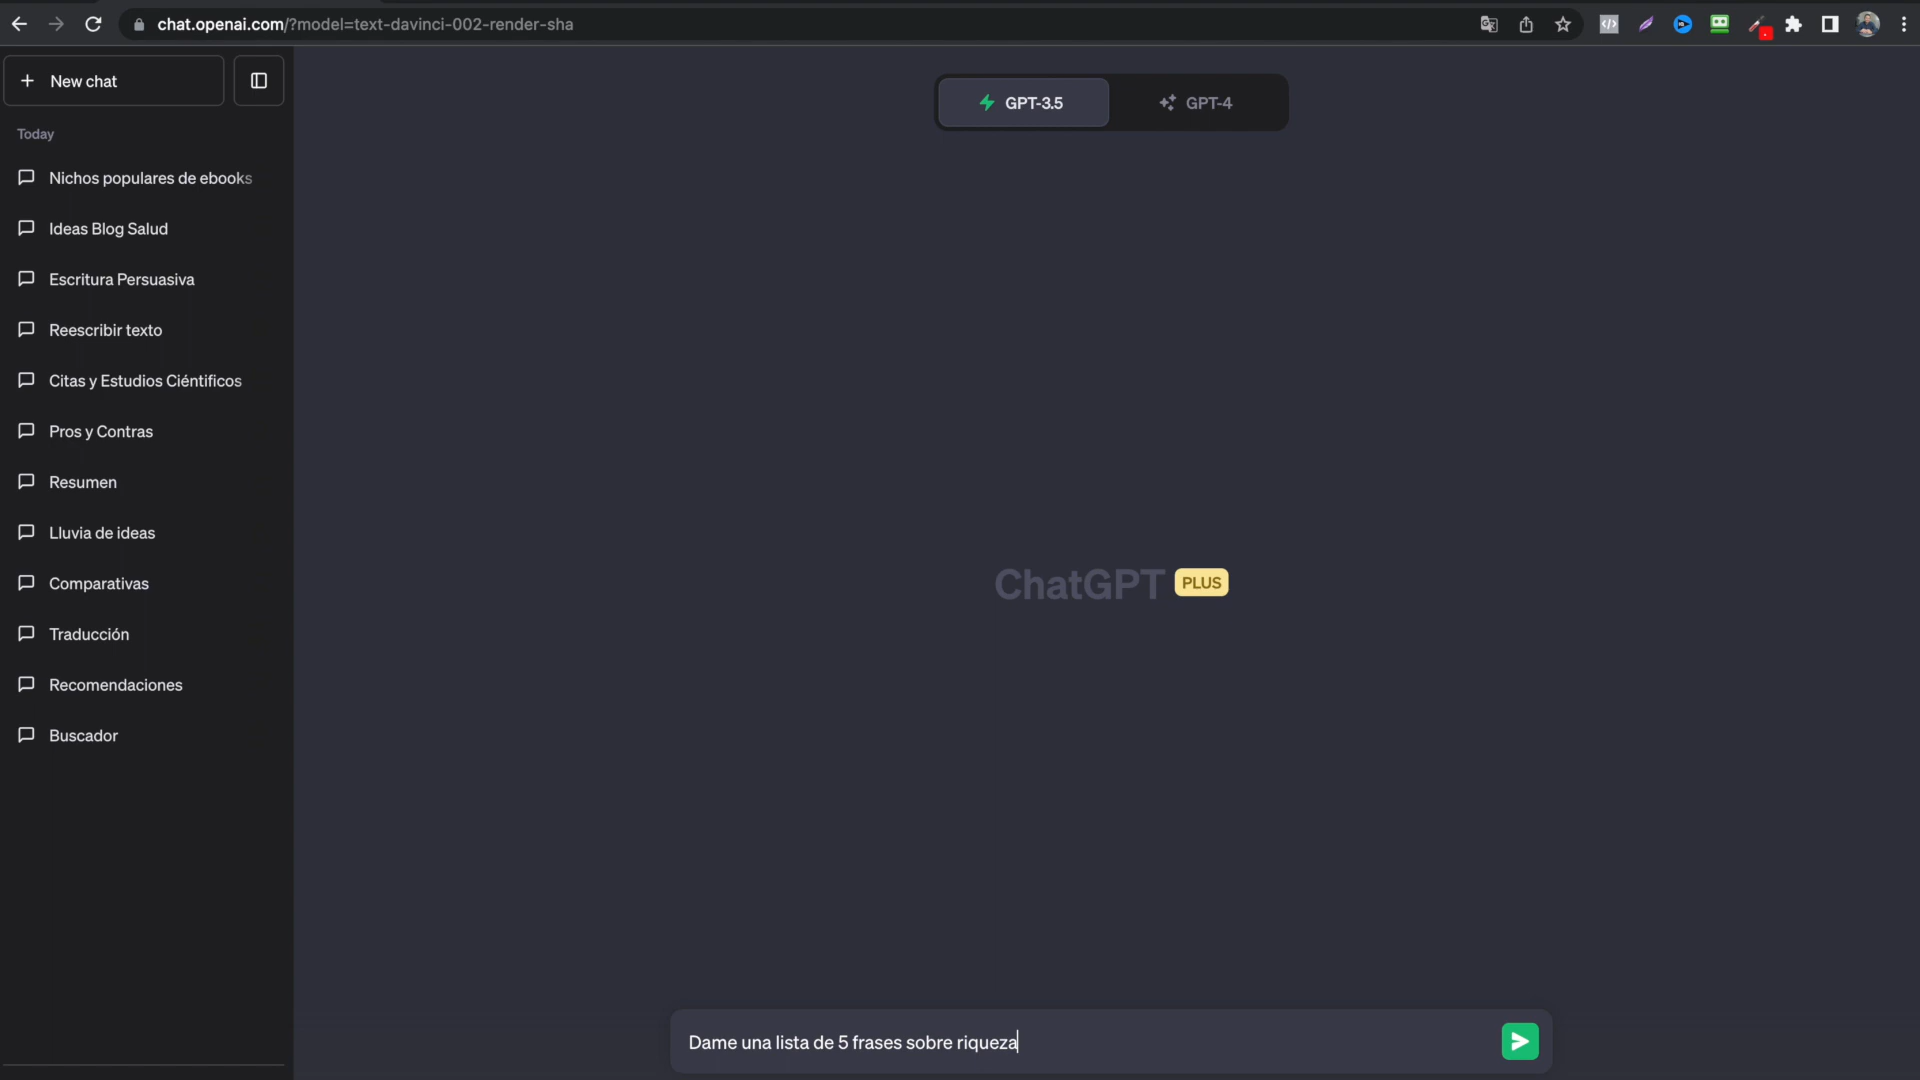 chat.openai.com/?model=text-davinci-002-render-sha
New chat
Today
Nichos populares de ebooks
Ideas Blog Salud
Escritura Persuasiva
Reescribir texto
Citas y Estudios Ciéntificos
Pros y Contras
Resumen
Lluvia de ideas
Comparativas
Traducción
Recomendaciones
Buscador
GPT-3.5
GPT-4
ChatGPT PLUS
Dame una lista de 5 frases sobre riqueza